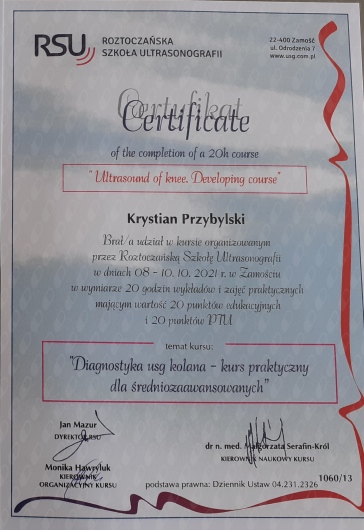 RSU
ROZTOCZAŃSKA
SZKOŁA ULTRASONOGRAFII
22-400 Zamość
ul. Odrodzenia 7
www.usg.com.pl
Certyfikat
Certificate
of the completion of a 20h course
"Ultrasound of knee. Developing course"
Krystian Przybylski
Brał/a udział w kursie organizowanym
przez Roztoczańską Szkołę Ultrasonografii
w dniach 08 - 10.10. 2021 r. w Zamościu
w wymiarze 20 godzin wykładów i zajęć praktycznych
mającym wartość 20 punktów edukacyjnych
i 20 punktów PTU
temat kursu:
"Diagnostyka usg kolana - kurs praktyczny
dla średniozaawansowanych"
Jan Mazur
DYREKTOR RSU
dr n. med. Małgorzata Serafin-Król
KIEROWNIK NAUKOWY KURSU
Monika Hawryluk
KIEROWNIK
ORGANIZACYJNY KURSU
podstawa prawna: Dziennik Ustaw 04.231.2326
1060/13